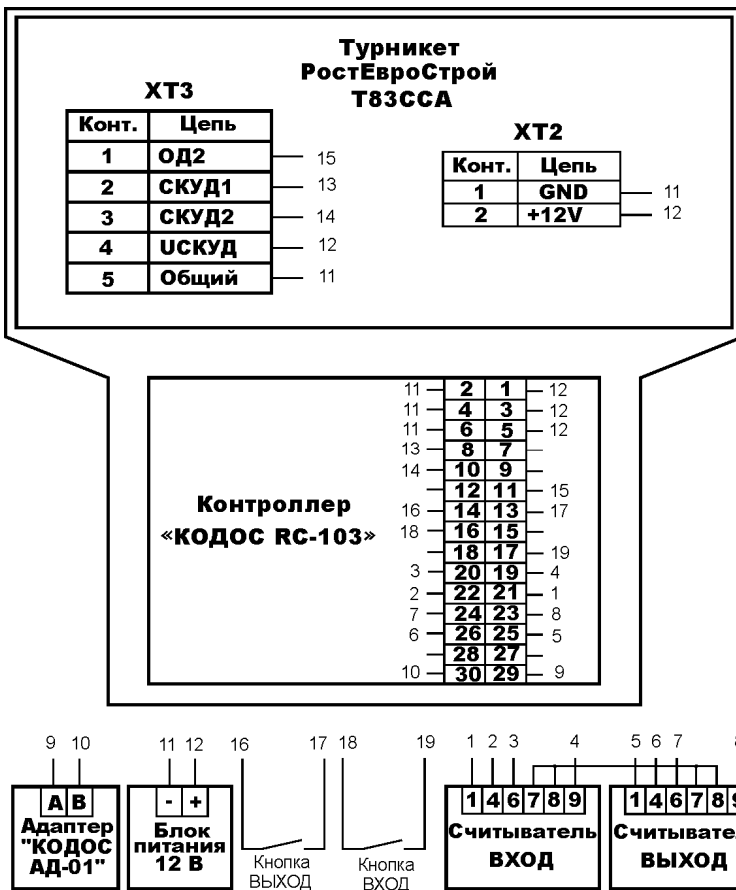 Турникет
РостЕвроСтрой
Т83ССА
XT3
Конт. Цепь
1 ОД2 15
2 СКУД1 13
3 СКУД2 14
4 UСКУД 12
5 Общий 11
XT2
Конт. Цепь
1 GND 11
2 +12V 12
Контроллер
«КОДОС RC-103»
11 2 1 12
11 4 3 12
11 6 5 12
13 8 7
14 10 9
12 11 15
16 14 13 17
18 16 15
18 17 19
3 20 19 4
2 22 21 1
7 24 23 8
6 26 25 5
28 27
10 30 29 9
9 10
A B
Адаптер
"КОДОС
АД-01"
11 12
- +
Блок
питания
12 В
16 17
Кнопка
ВЫХОД
18 19
Кнопка
ВХОД
1 2 3 4
1 4 6 7 8 9
Считыватель
ВХОД
5 6 7 8
1 4 6 7 8 9
Считывател
ВЫХОД